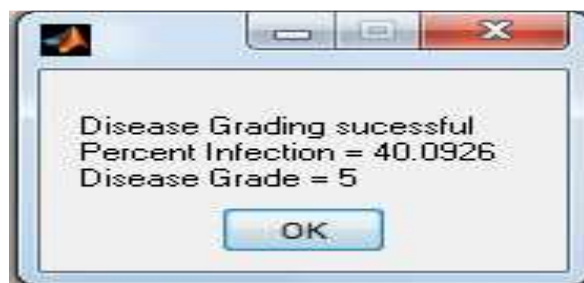 Disease Grading sucessful
Percent Infection = 40.0926
Disease Grade = 5
OK